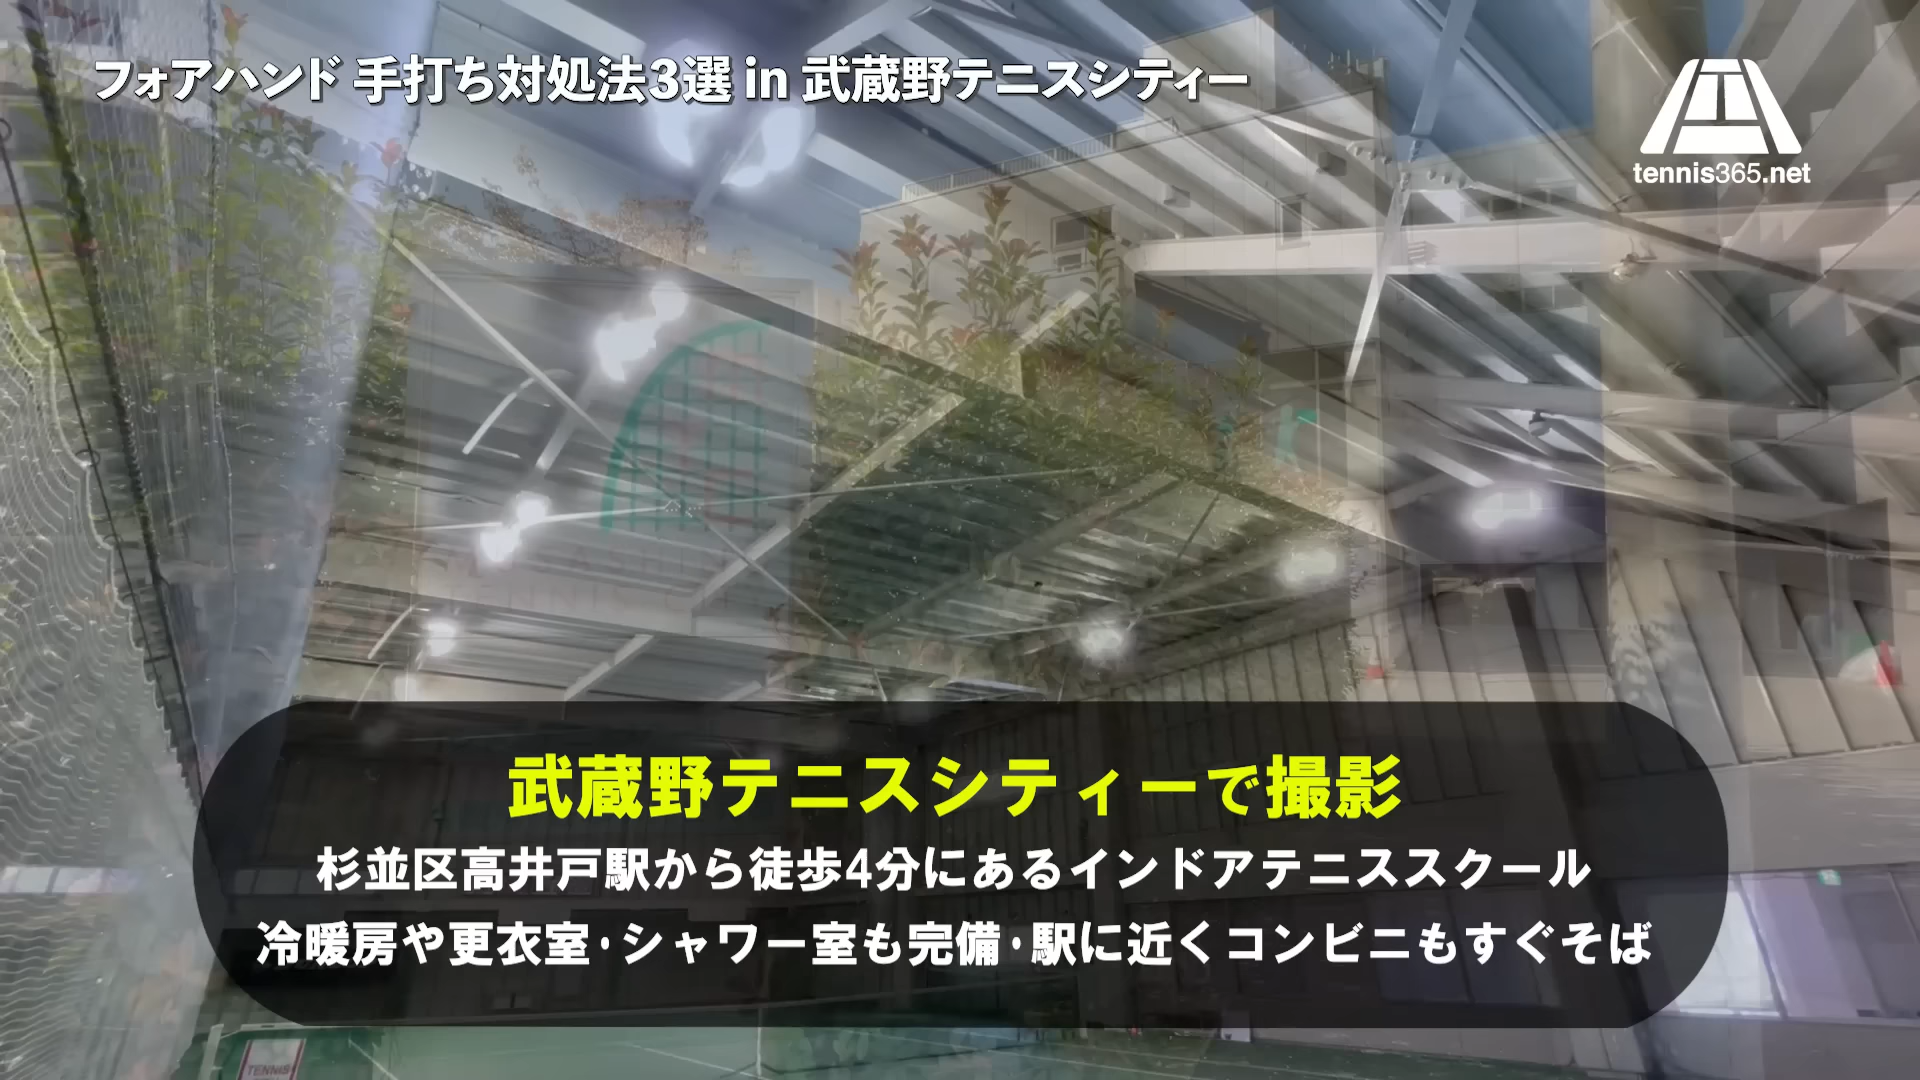 フォアハンド 手打ち対処法3選 in 武蔵野テニスシティー
tennis365.net
武蔵野テニスシティーで撮影
杉並区高井戸駅から徒歩4分にあるインドアテニススクール
冷暖房や更衣室・シャワー室も完備・駅に近くコンビニもすぐそば
TENNIS